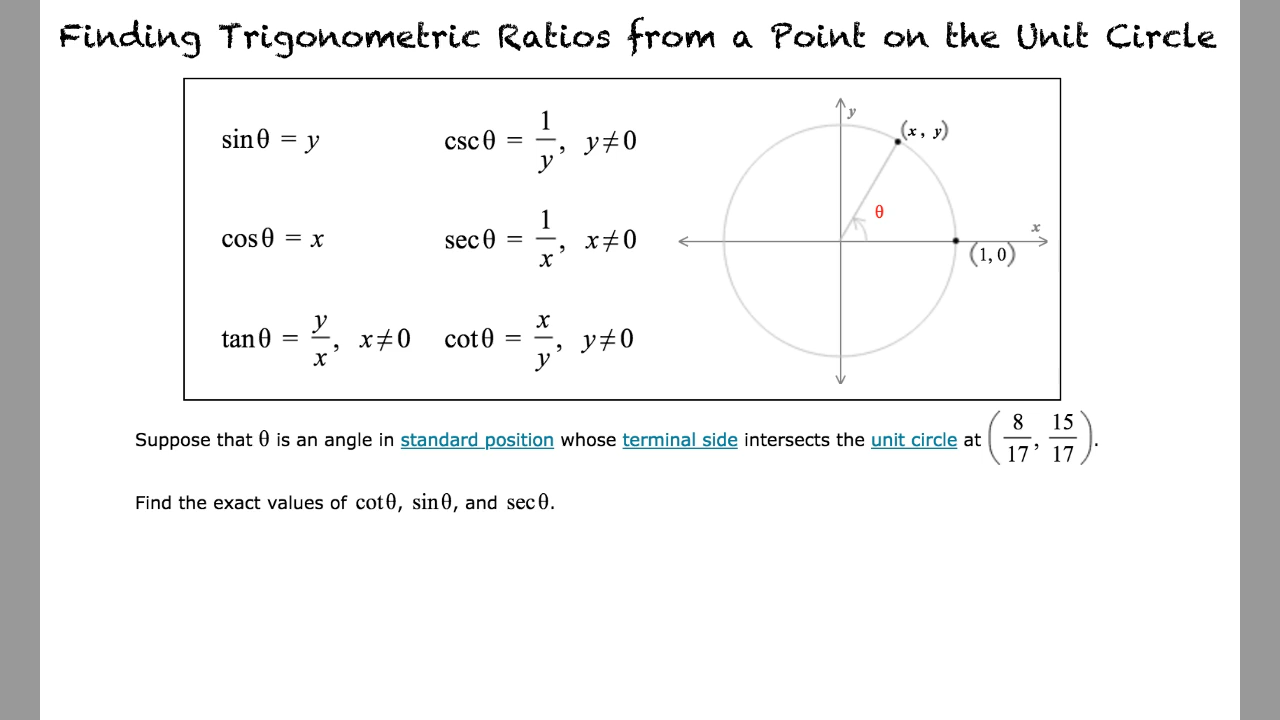 Finding Trigonometric Ratios from a Point on the Unit Circle
sinθ = y
cscθ = 1/y, y≠0
cosθ = x
secθ = 1/x, x≠0
tanθ = y/x, x≠0
cotθ = x/y, y≠0
y
(x, y)
θ
x
(1, 0)
Suppose that θ is an angle in standard position whose terminal side intersects the unit circle at (8/17, 15/17).
Find the exact values of cotθ, sinθ, and secθ.